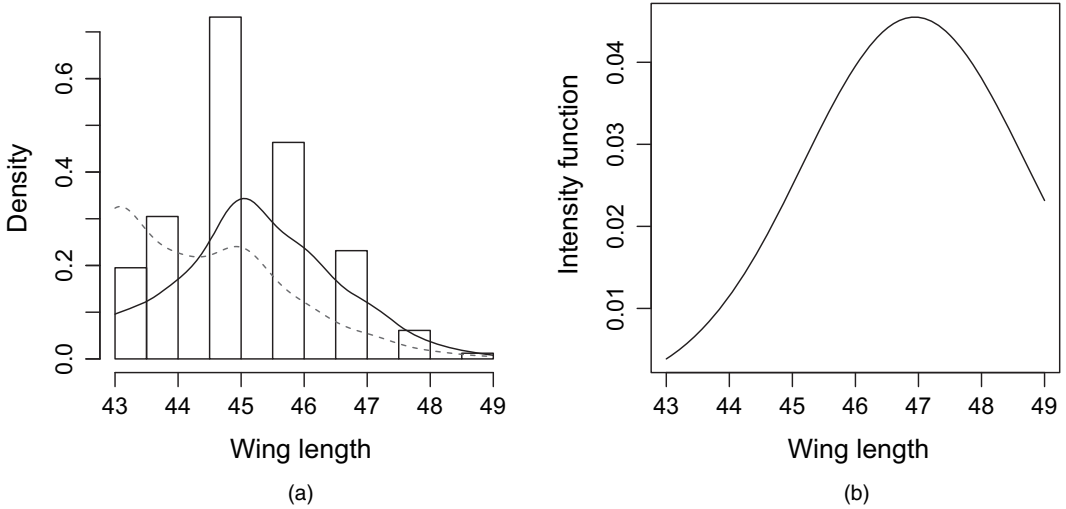 Density
0.0 0.2 0.4 0.6
43 44 45 46 47 48 49
Wing length
(a)
Intensity function
0.01 0.02 0.03 0.04
43 44 45 46 47 48 49
Wing length
(b)